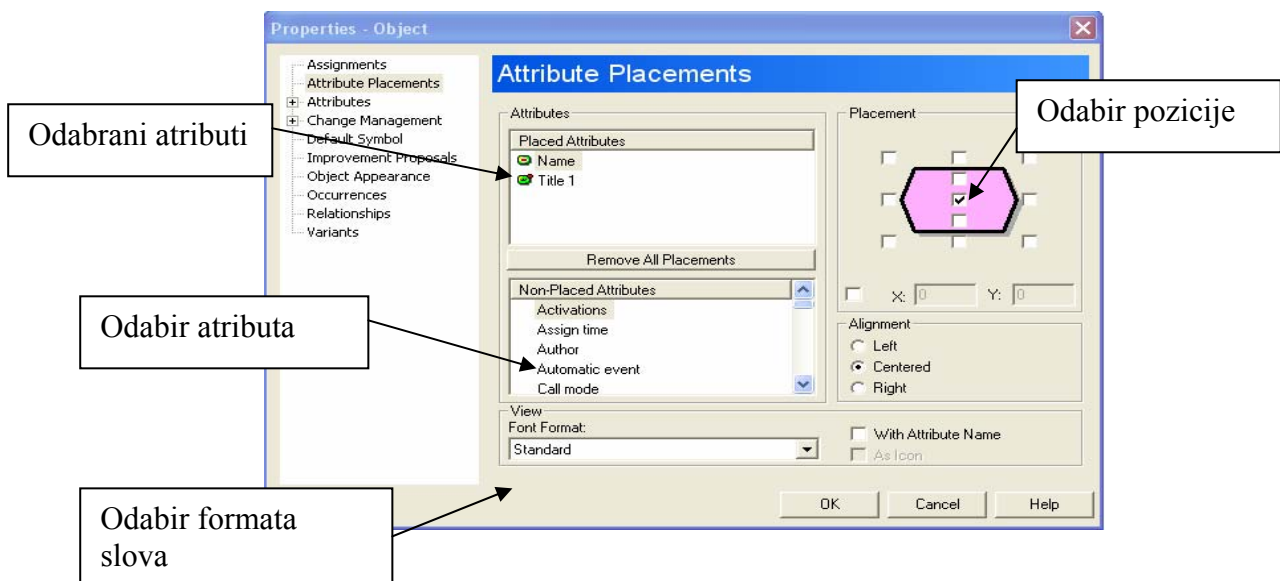 Properties - Object
Assignments
Attribute Placements
Attributes
Change Management
Default Symbol
Improvement Proposals
Object Appearance
Occurrences
Relationships
Variants
Attribute Placements
Attributes
Placed Attributes
Name
Title 1
Remove All Placements
Non-Placed Attributes
Activations
Assign time
Author
Automatic event
Call mode
Placement
X: 0 Y: 0
Alignment
Left
Centered
Right
View
Font Format:
Standard
With Attribute Name
As Icon
OK Cancel Help
Odabrani atributi
Odabir pozicije
Odabir atributa
Odabir formata
slova